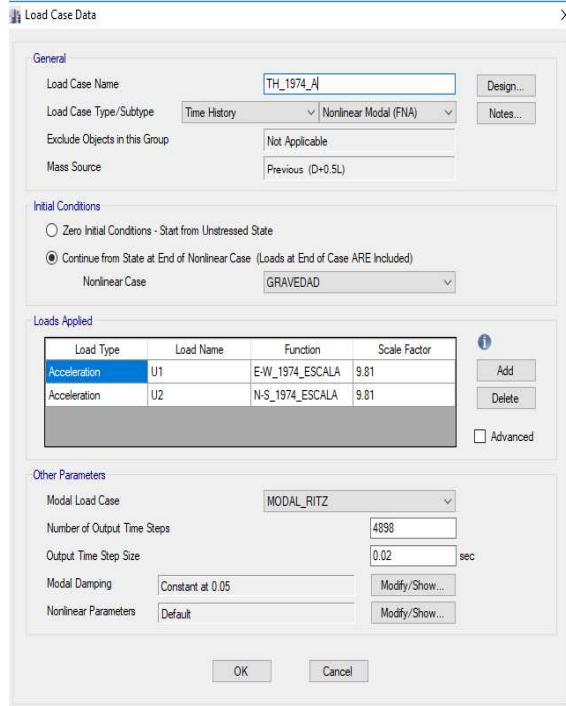 Load Case Data
General
Load Case Name TH_1974_A Design...
Load Case Type/Subtype Time History Nonlinear Modal (FNA) Notes...
Exclude Objects in this Group Not Applicable
Mass Source Previous (D+0.5L)
Initial Conditions
Zero Initial Conditions - Start from Unstressed State
Continue from State at End of Nonlinear Case (Loads at End of Case ARE Included)
Nonlinear Case GRAVEDAD
Loads Applied
Load Type Load Name Function Scale Factor
Acceleration U1 E-W_1974_ESCALA 9.81 Add
Acceleration U2 N-S_1974_ESCALA 9.81 Delete
Advanced
Other Parameters
Modal Load Case MODAL_RITZ
Number of Output Time Steps 4898
Output Time Step Size 0.02 sec
Modal Damping Constant at 0.05 Modify/Show...
Nonlinear Parameters Default Modify/Show...
OK Cancel